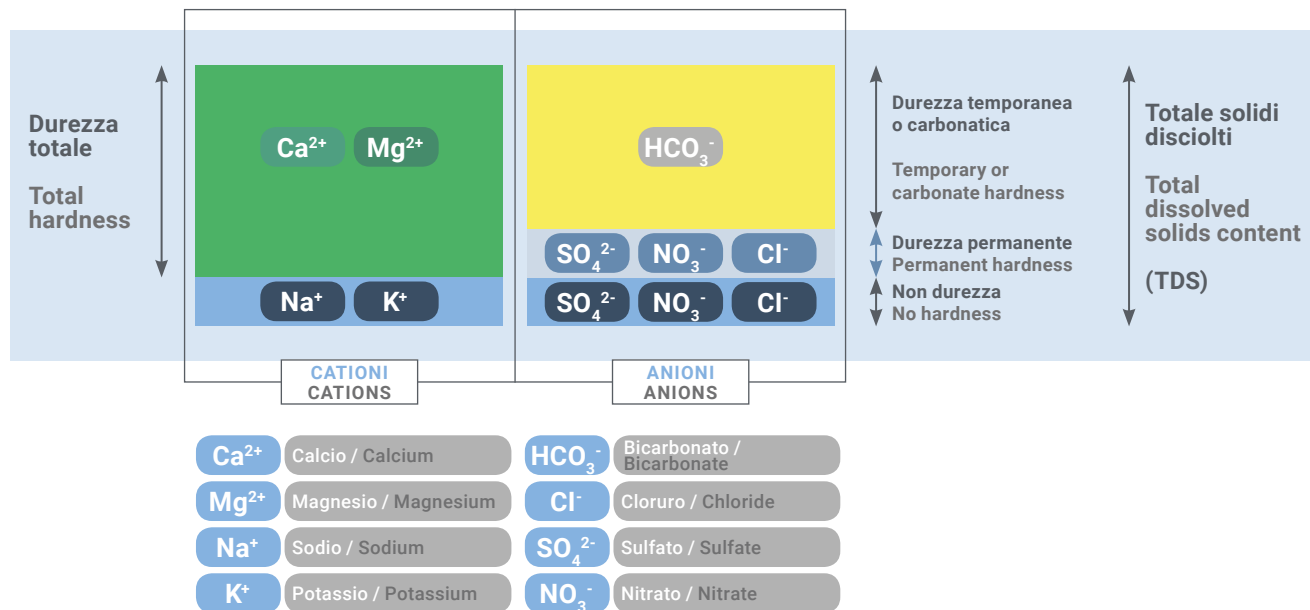 Durezza
totale
Total
hardness
Ca²⁺ Mg²⁺
Na⁺ K⁺
HCO₃⁻
SO₄²⁻ NO₃⁻ Cl⁻
SO₄²⁻ NO₃⁻ Cl⁻
Durezza temporanea
o carbonatica
Temporary or
carbonate hardness
Durezza permanente
Permanent hardness
Non durezza
No hardness
Totale solidi
disciolti
Total
dissolved
solids content
(TDS)
CATIONI
CATIONS
ANIONI
ANIONS
Ca²⁺ Calcio / Calcium
Mg²⁺ Magnesio / Magnesium
Na⁺ Sodio / Sodium
K⁺ Potassio / Potassium
HCO₃⁻ Bicarbonato /
Bicarbonate
Cl⁻ Cloruro / Chloride
SO₄²⁻ Sulfato / Sulfate
NO₃⁻ Nitrato / Nitrate